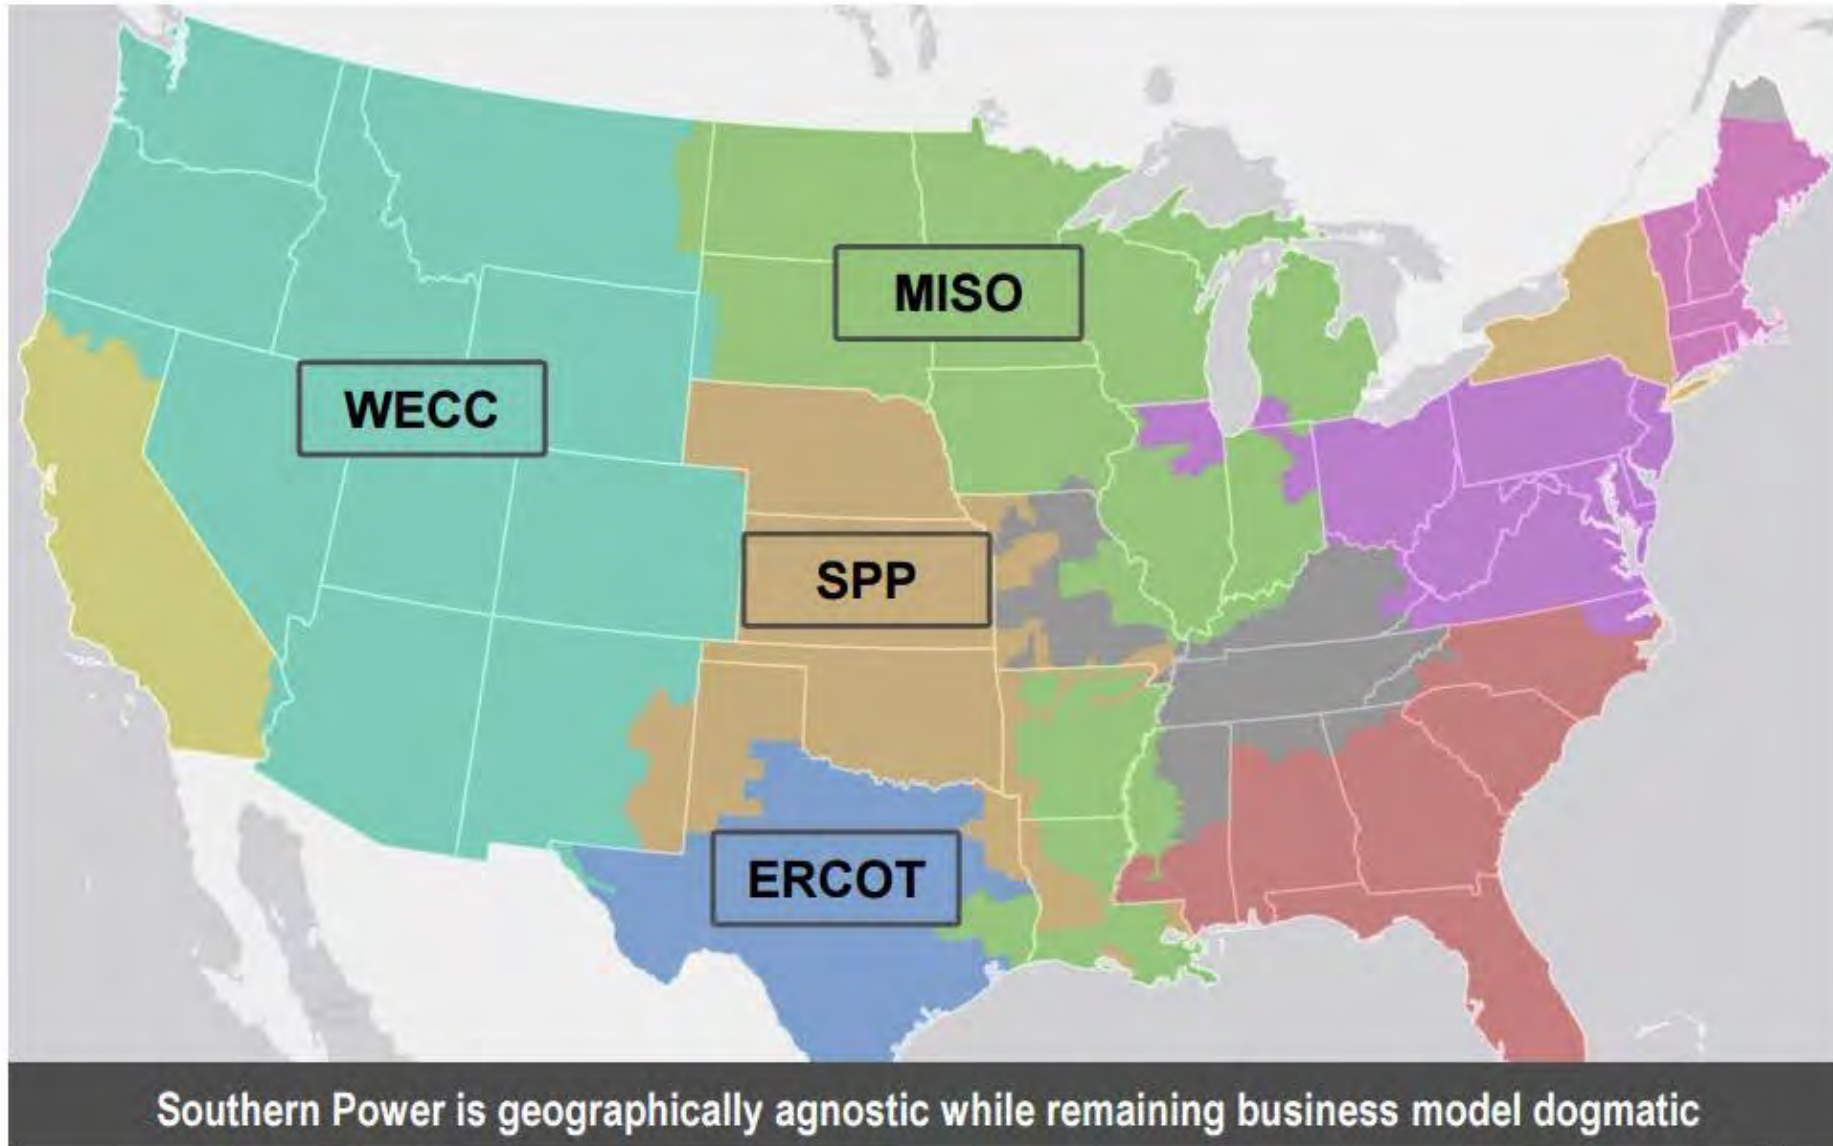 MISO
WECC
SPP
ERCOT
Southern Power is geographically agnostic while remaining business model dogmatic